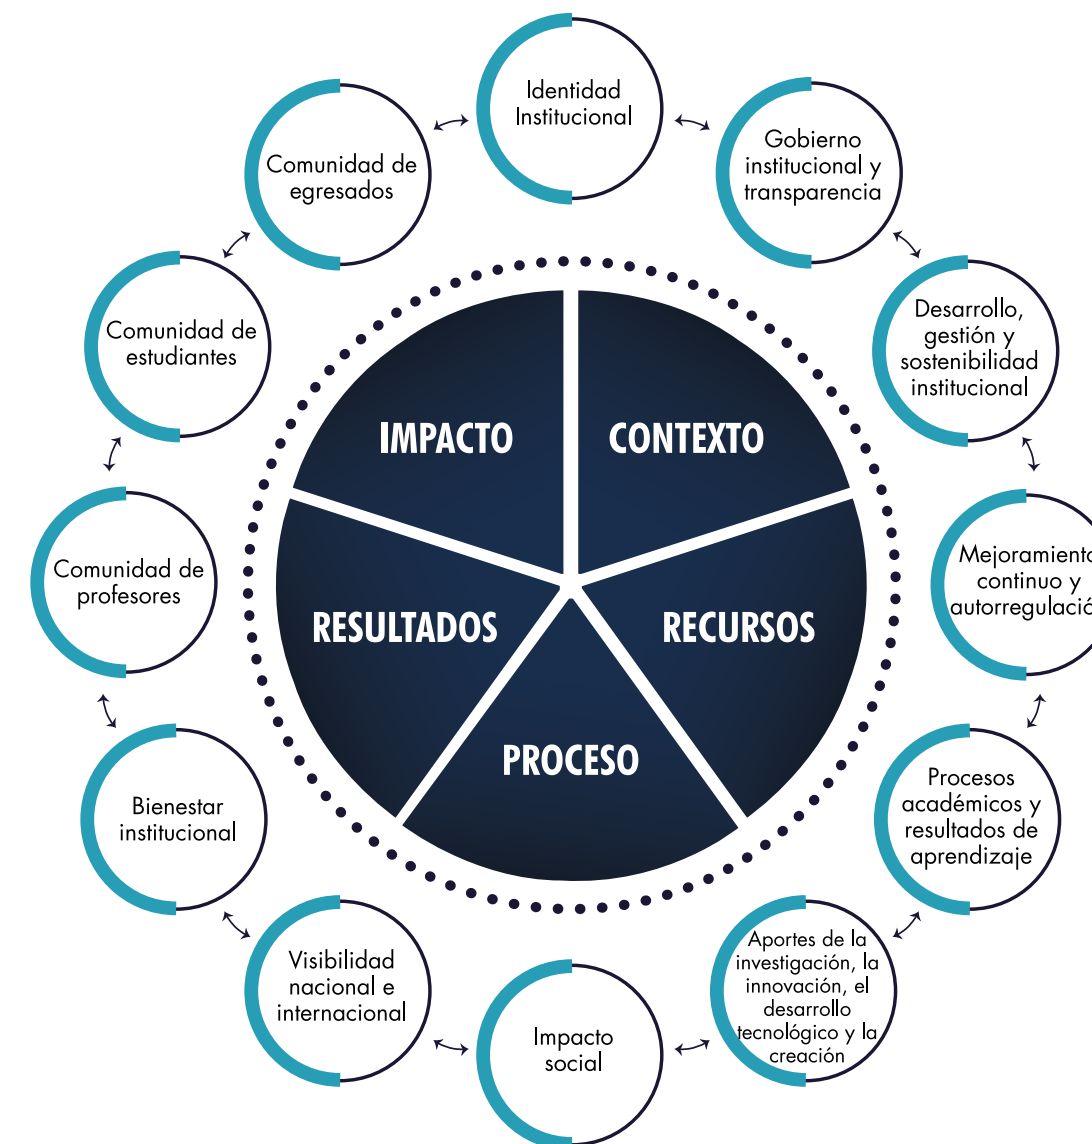 Identidad
Institucional
Gobierno
institucional y
transparencia
Desarrollo,
gestión y
sostenibilidad
institucional
Mejoramiento
continuo y
autorregulación
Procesos
académicos y
resultados de
aprendizaje
Aportes de la
investigación, la
innovación, el
desarrollo
tecnológico y la
creación
Impacto
social
Visibilidad
nacional e
internacional
Bienestar
institucional
Comunidad de
profesores
Comunidad de
estudiantes
Comunidad de
egresados
IMPACTO
CONTEXTO
RESULTADOS
RECURSOS
PROCESO